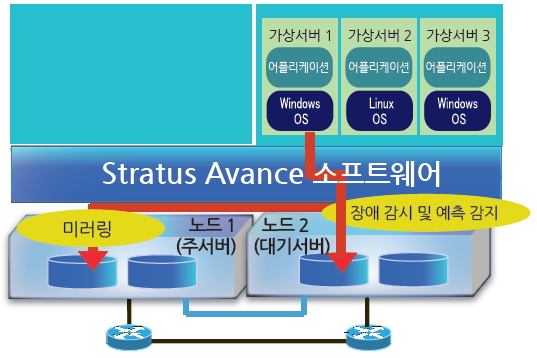 가상서버 1
어플리케이션
Windows
OS
가상서버 2
어플리케이션
Linux
OS
가상서버 3
어플리케이션
Windows
OS
Stratus Avance 소프트웨어
미러링
노드 1
(주서버)
노드 2
(대기서버)
장애 감시 및 예측 감지